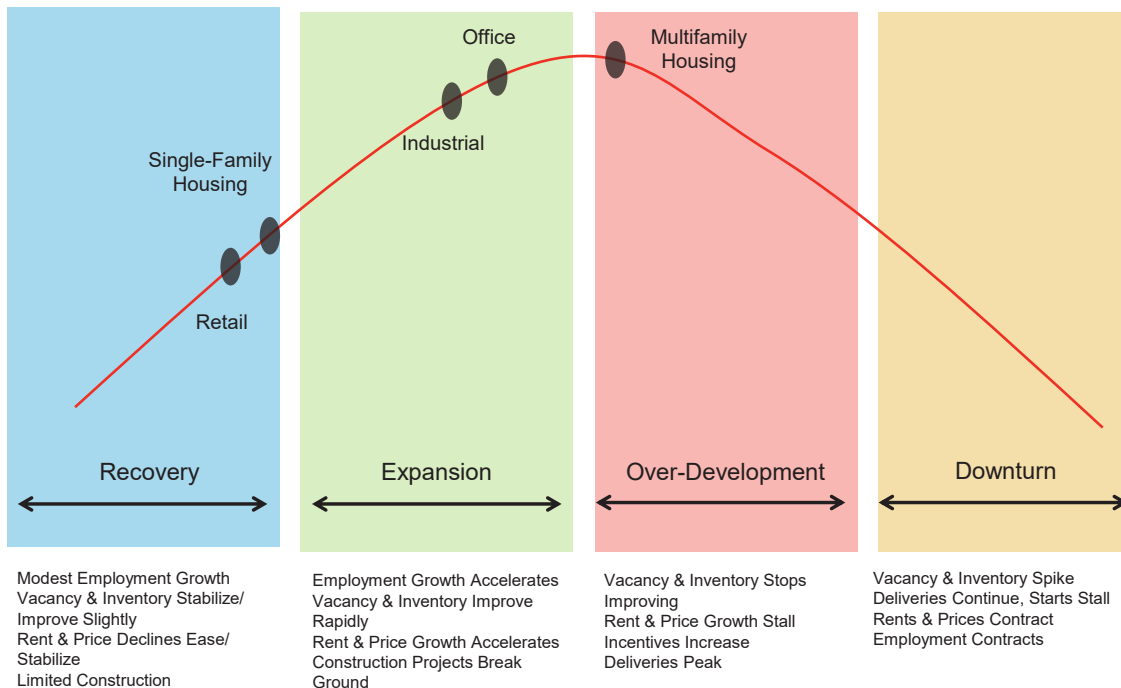 Office
Multifamily
Housing
Industrial
Single-Family
Housing
Retail
Recovery
Expansion
Over-Development
Downturn
Modest Employment Growth
Vacancy & Inventory Stabilize/
Improve Slightly
Rent & Price Declines Ease/
Stabilize
Limited Construction
Employment Growth Accelerates
Vacancy & Inventory Improve
Rapidly
Rent & Price Growth Accelerates
Construction Projects Break
Ground
Vacancy & Inventory Stops
Improving
Rent & Price Growth Stall
Incentives Increase
Deliveries Peak
Vacancy & Inventory Spike
Deliveries Continue, Starts Stall
Rents & Prices Contract
Employment Contracts